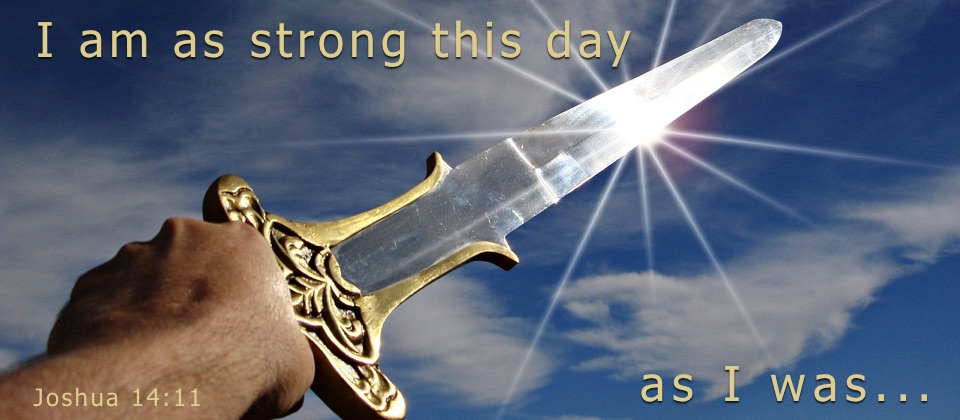 I am as strong this day
as I was...
Joshua 14:11